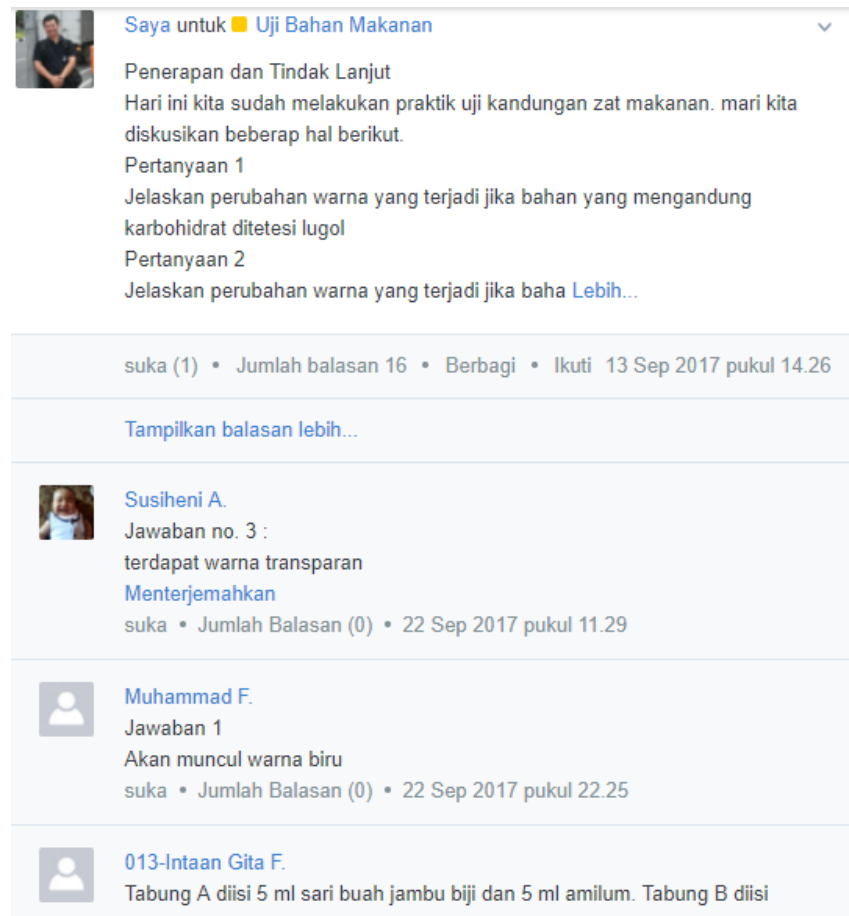 Saya untuk Uji Bahan Makanan
Penerapan dan Tindak Lanjut
Hari ini kita sudah melakukan praktik uji kandungan zat makanan. mari kita
diskusikan beberap hal berikut.
Pertanyaan 1
Jelaskan perubahan warna yang terjadi jika bahan yang mengandung
karbohidrat ditetesi lugol
Pertanyaan 2
Jelaskan perubahan warna yang terjadi jika baha Lebih...
suka (1) • Jumlah balasan 16 • Berbagi • Ikuti 13 Sep 2017 pukul 14.26
Tampilkan balasan lebih...
Susiheni A.
Jawaban no. 3 :
terdapat warna transparan
Menterjemahkan
suka • Jumlah Balasan (0) • 22 Sep 2017 pukul 11.29
Muhammad F.
Jawaban 1
Akan muncul warna biru
suka • Jumlah Balasan (0) • 22 Sep 2017 pukul 22.25
013-Intaan Gita F.
Tabung A diisi 5 ml sari buah jambu biji dan 5 ml amilum. Tabung B diisi